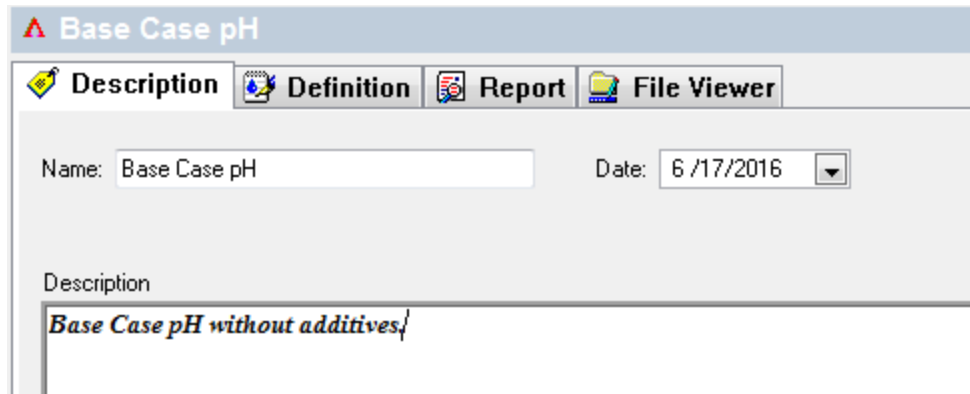 Base Case pH
Description Definition Report File Viewer
Name: Base Case pH Date: 6 /17/2016
Description
Base Case pH without additives.